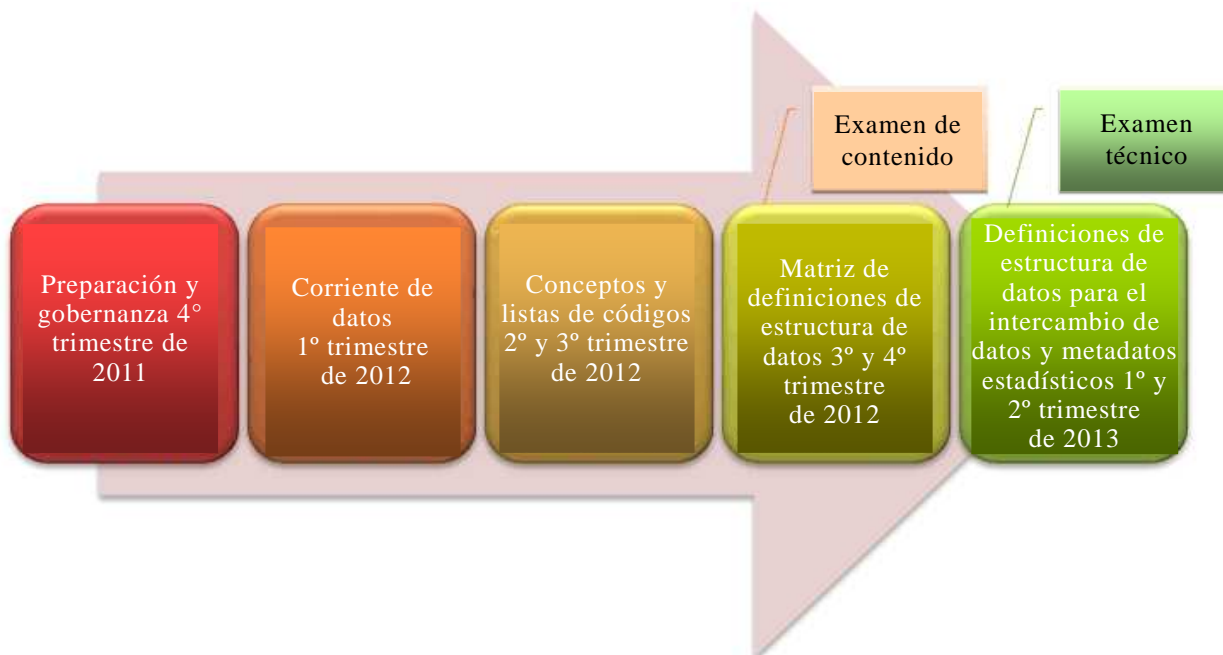 Examen de
contenido
Examen
técnico
Preparación y
gobernanza 4°
trimestre de
2011
Corriente de
datos
1º trimestre
de 2012
Conceptos y
listas de códigos
2º y 3º trimestre
de 2012
Matriz de
definiciones de
estructura de
datos 3º y 4º
trimestre
de 2012
Definiciones de
estructura de
datos para el
intercambio de
datos y metadatos
estadísticos 1º y
2º trimestre
de 2013